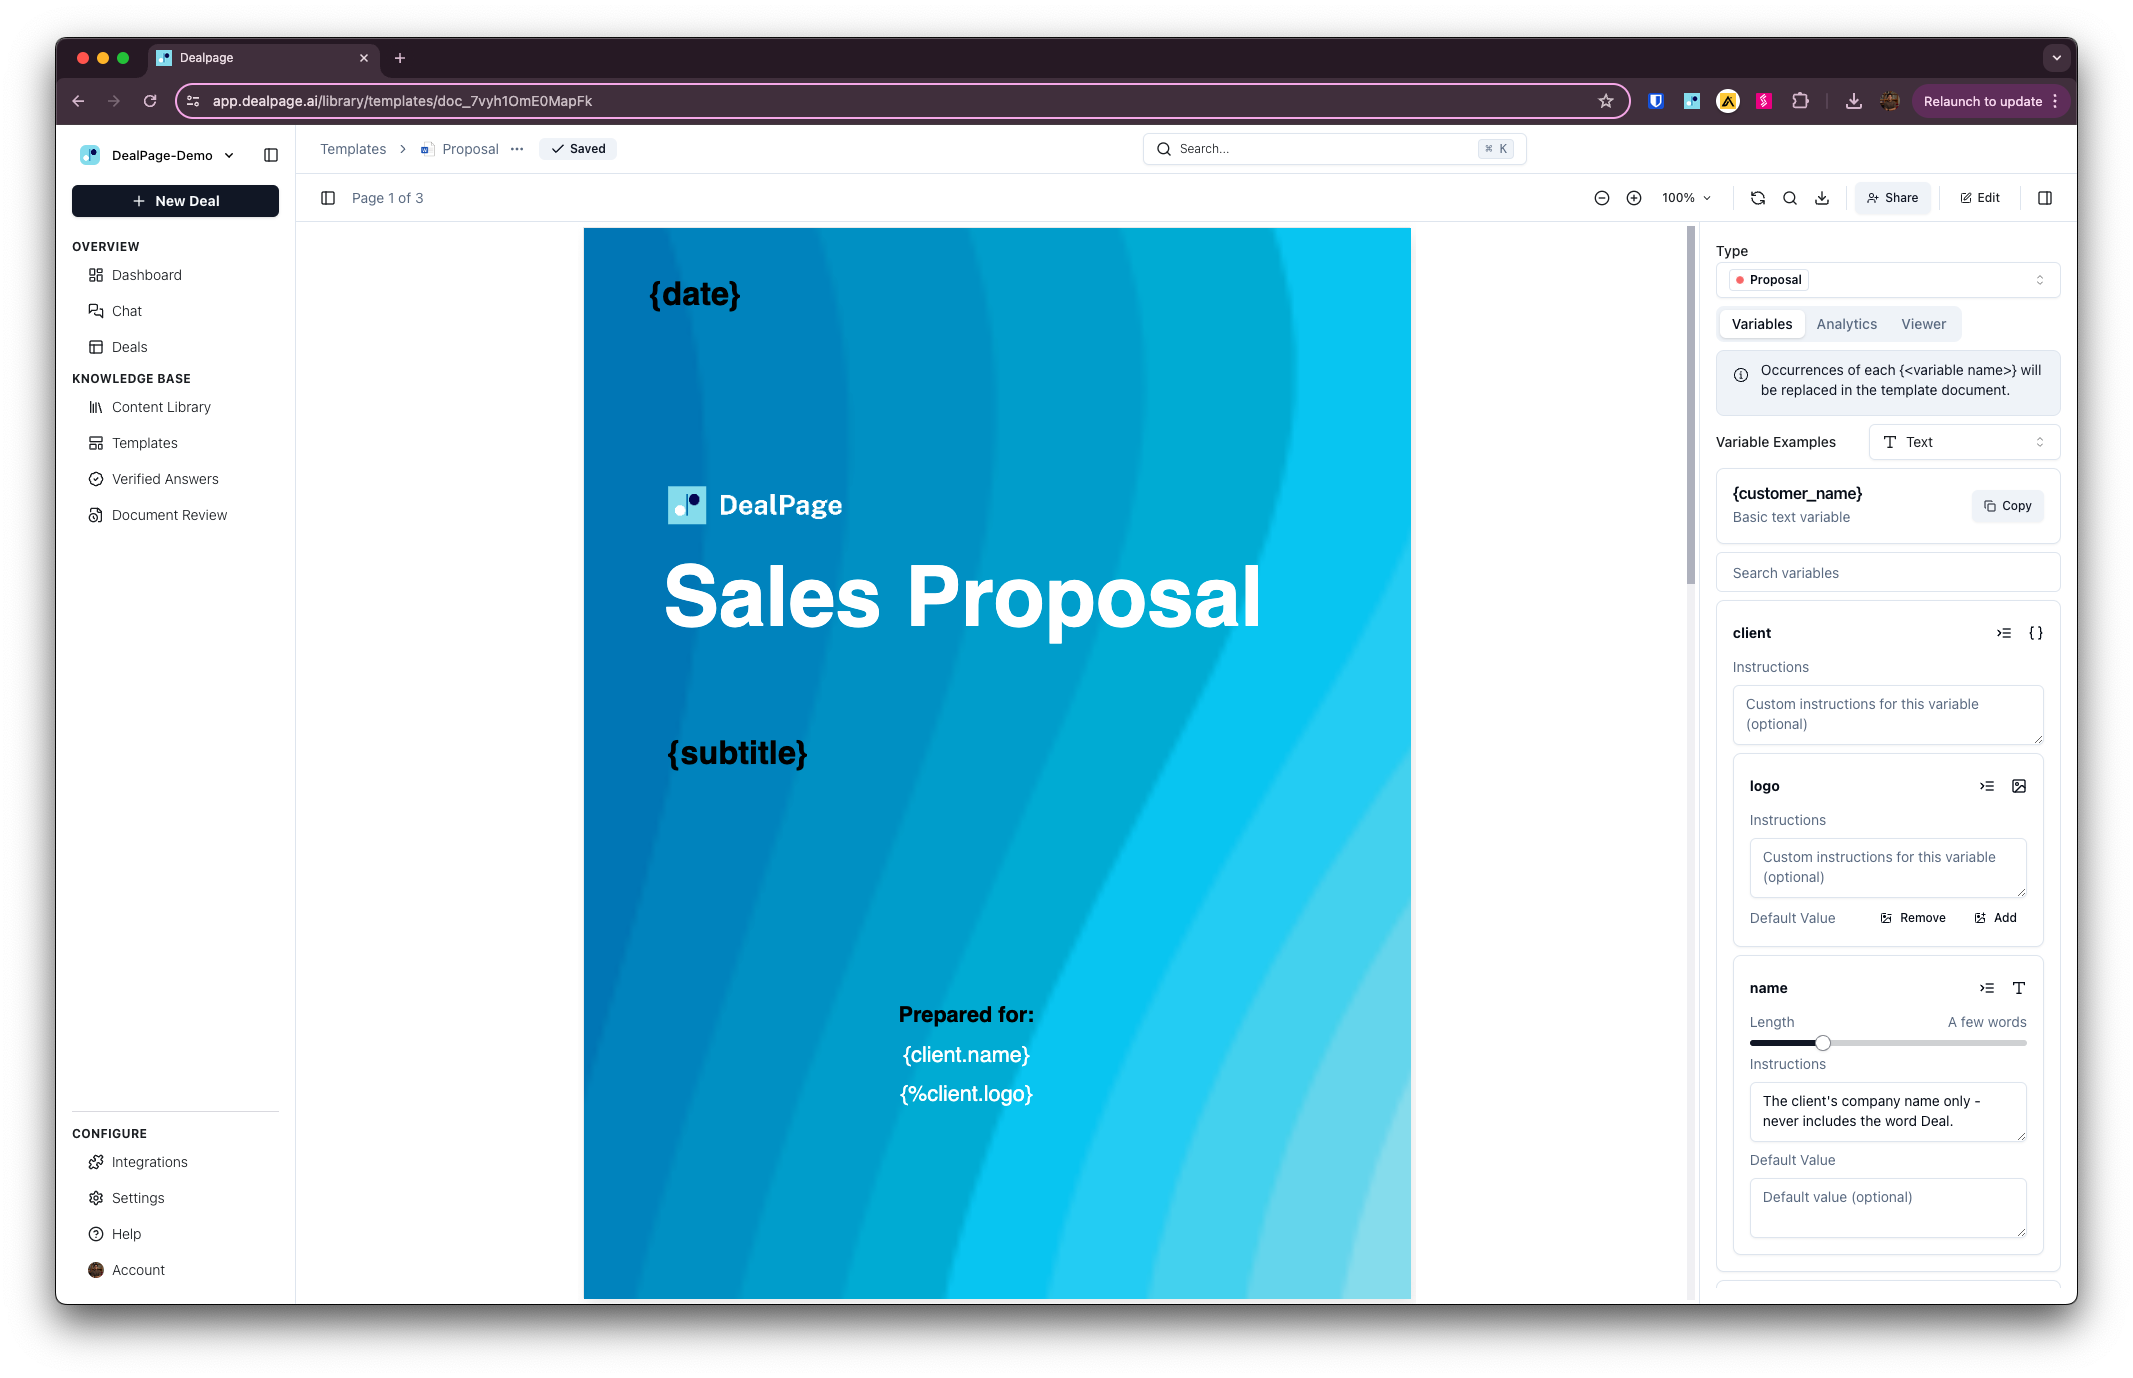 Dealpage
app.dealpage.ai/library/templates/doc_7vyh1OmE0MapFk
Relaunch to update
DealPage-Demo
New Deal
OVERVIEW
Dashboard
Chat
Deals
KNOWLEDGE BASE
Content Library
Templates
Verified Answers
Document Review
CONFIGURE
Integrations
Settings
Help
Account
Templates
Proposal
Saved
Search...
⌘ K
Page 1 of 3
100%
Share
Edit
{date}
DealPage
Sales Proposal
{subtitle}
Prepared for:
{client.name}
{%client.logo}
Type
Proposal
Variables
Analytics
Viewer
Occurrences of each {<variable name>} will
be replaced in the template document.
Variable Examples
Text
{customer_name}
Basic text variable
Copy
Search variables
client
Instructions
Custom instructions for this variable
(optional)
logo
Instructions
Custom instructions for this variable
(optional)
Default Value
Remove
Add
name
Length
A few words
Instructions
The client's company name only -
never includes the word Deal.
Default Value
Default value (optional)